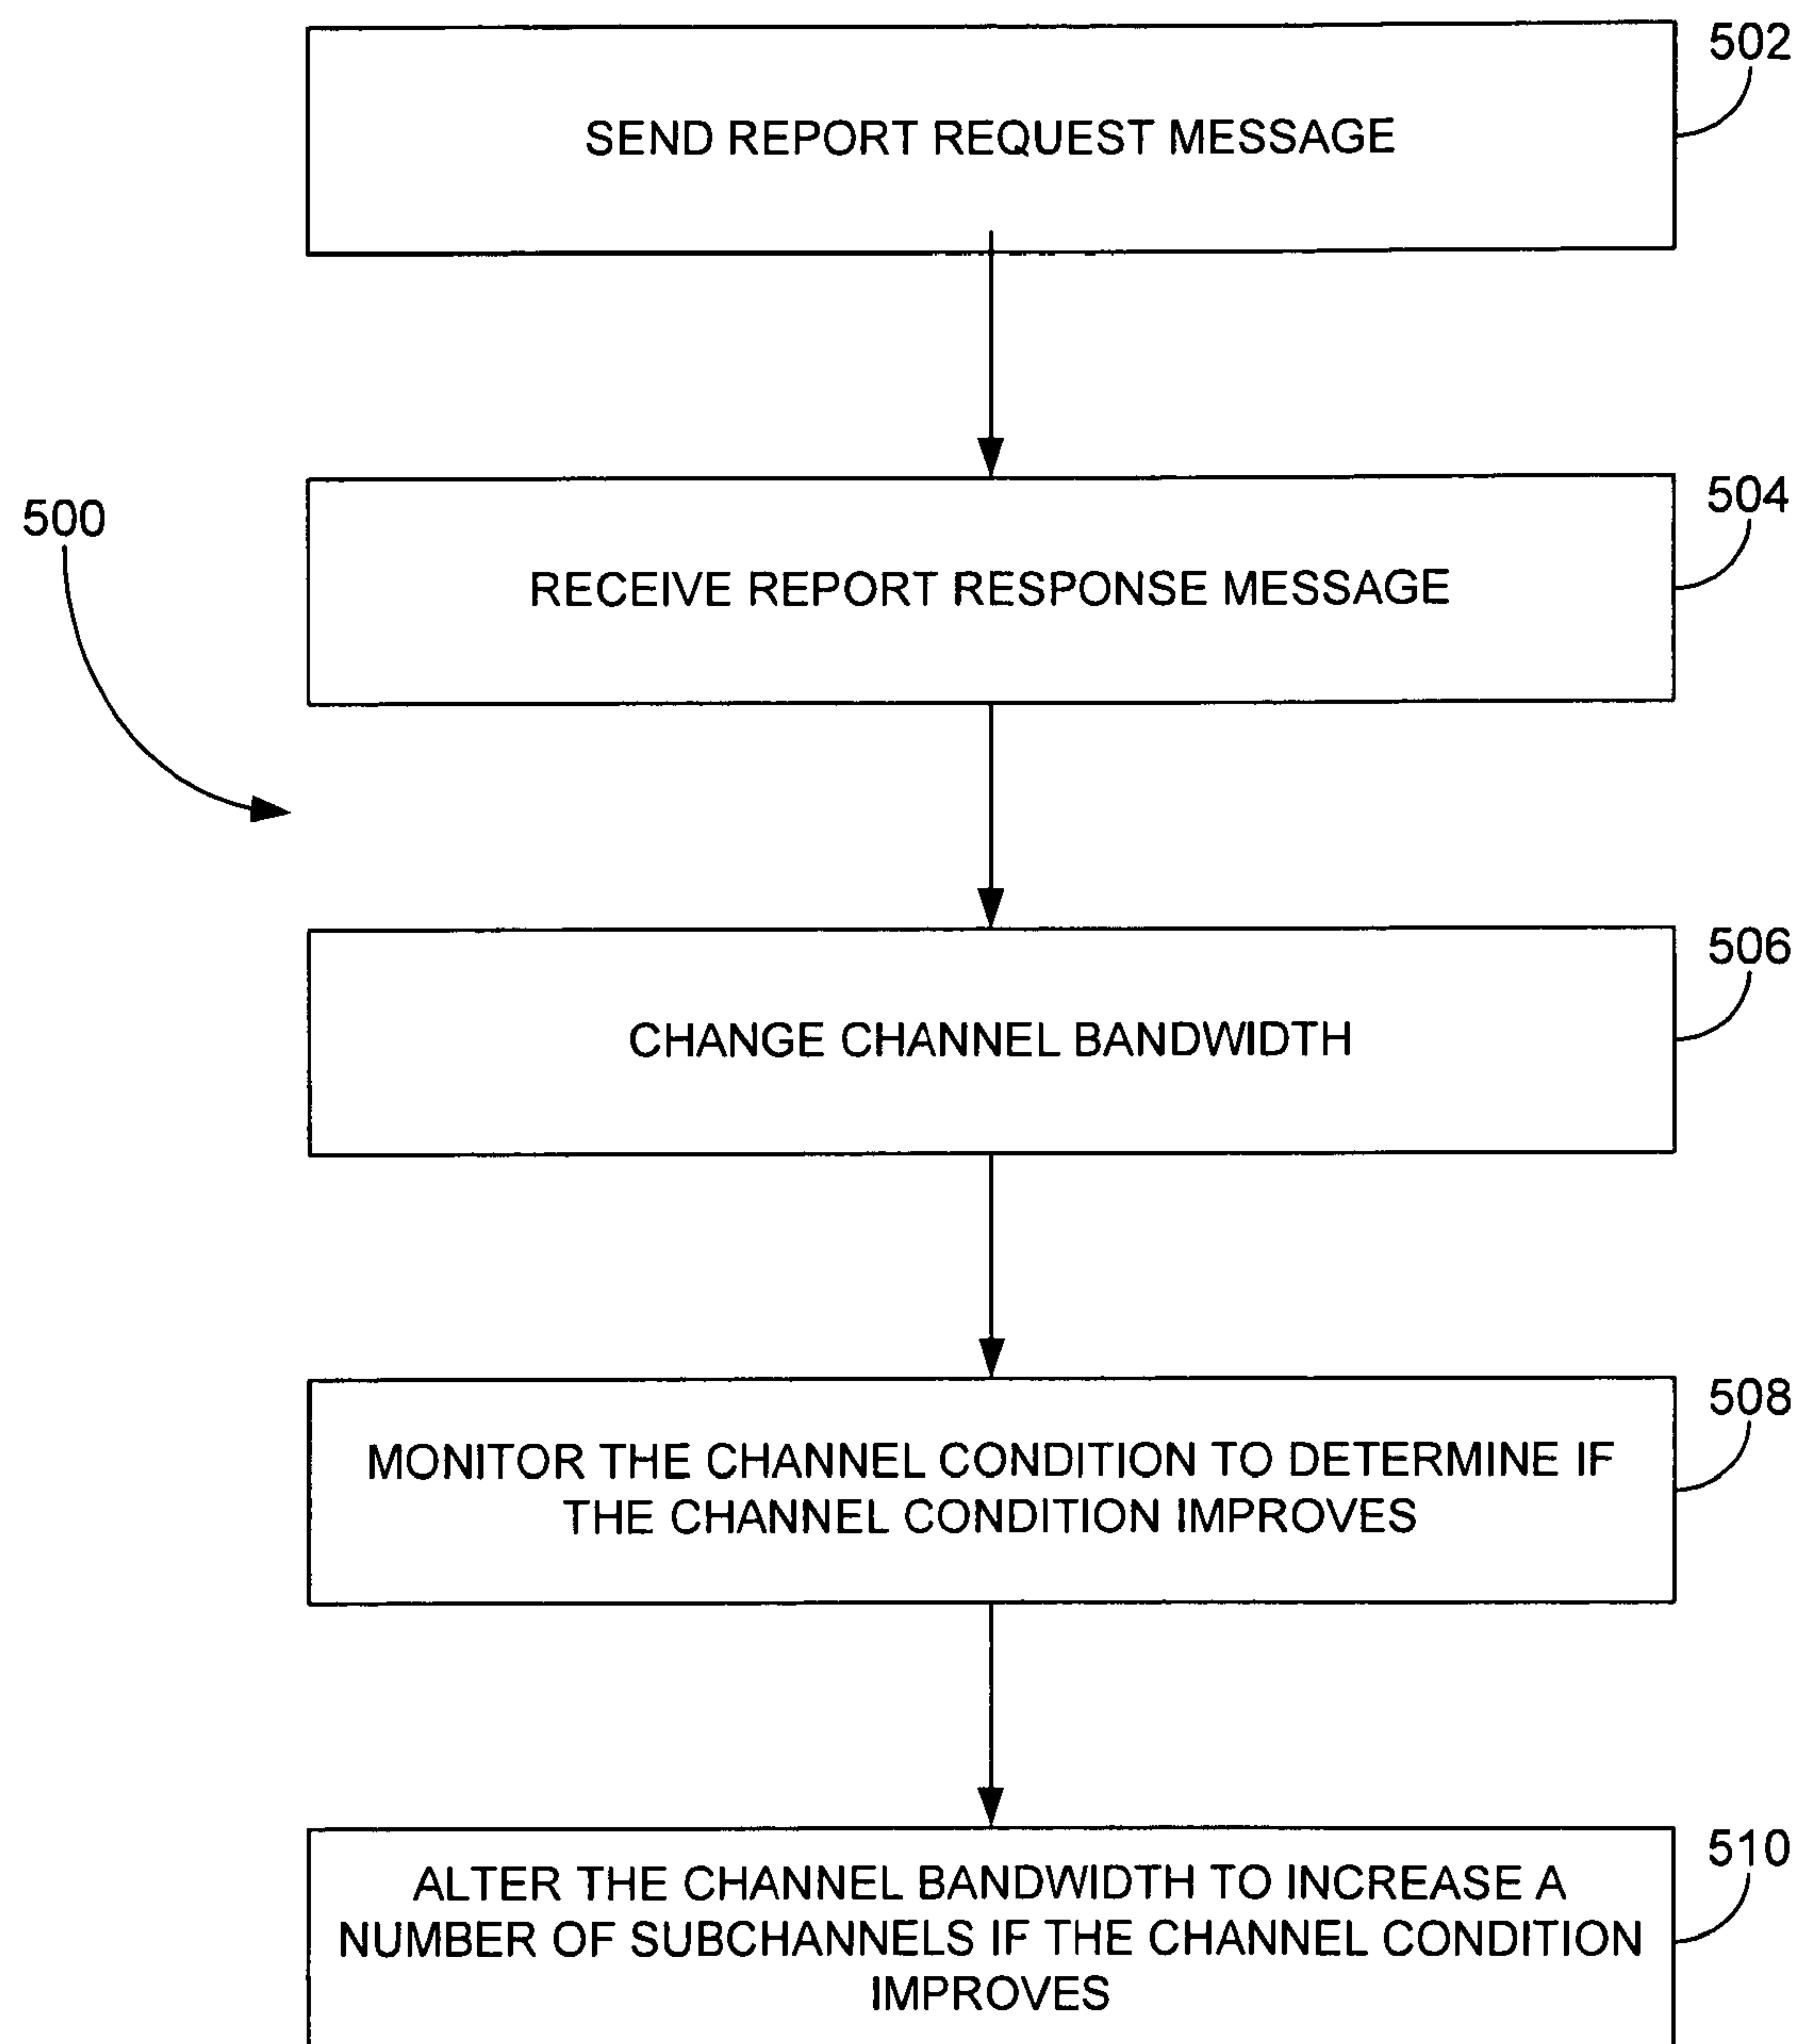 502
SEND REPORT REQUEST MESSAGE
504
500
RECEIVE REPORT RESPONSE MESSAGE
506
CHANGE CHANNEL BANDWIDTH
508
MONITOR THE CHANNEL CONDITION TO DETERMINE IF
THE CHANNEL CONDITION IMPROVES
510
ALTER THE CHANNEL BANDWIDTH TO INCREASE A
NUMBER OF SUBCHANNELS IF THE CHANNEL CONDITION
IMPROVES